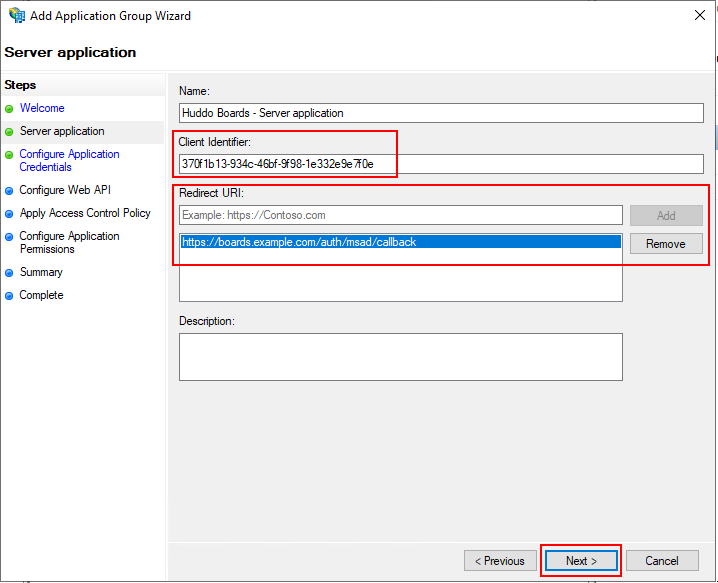 Add Application Group Wizard
Server application
Steps
Welcome
Server application
Configure Application
Credentials
Configure Web API
Apply Access Control Policy
Configure Application
Permissions
Summary
Complete
Name:
Huddo Boards - Server application
Client Identifier:
370f1b13-934c-46bf-9f98-1e332e9e7f0e
Redirect URI:
Example: https://Contoso.com
Add
https://boards.example.com/auth/msad/callback
Remove
Description:
< Previous
Next >
Cancel